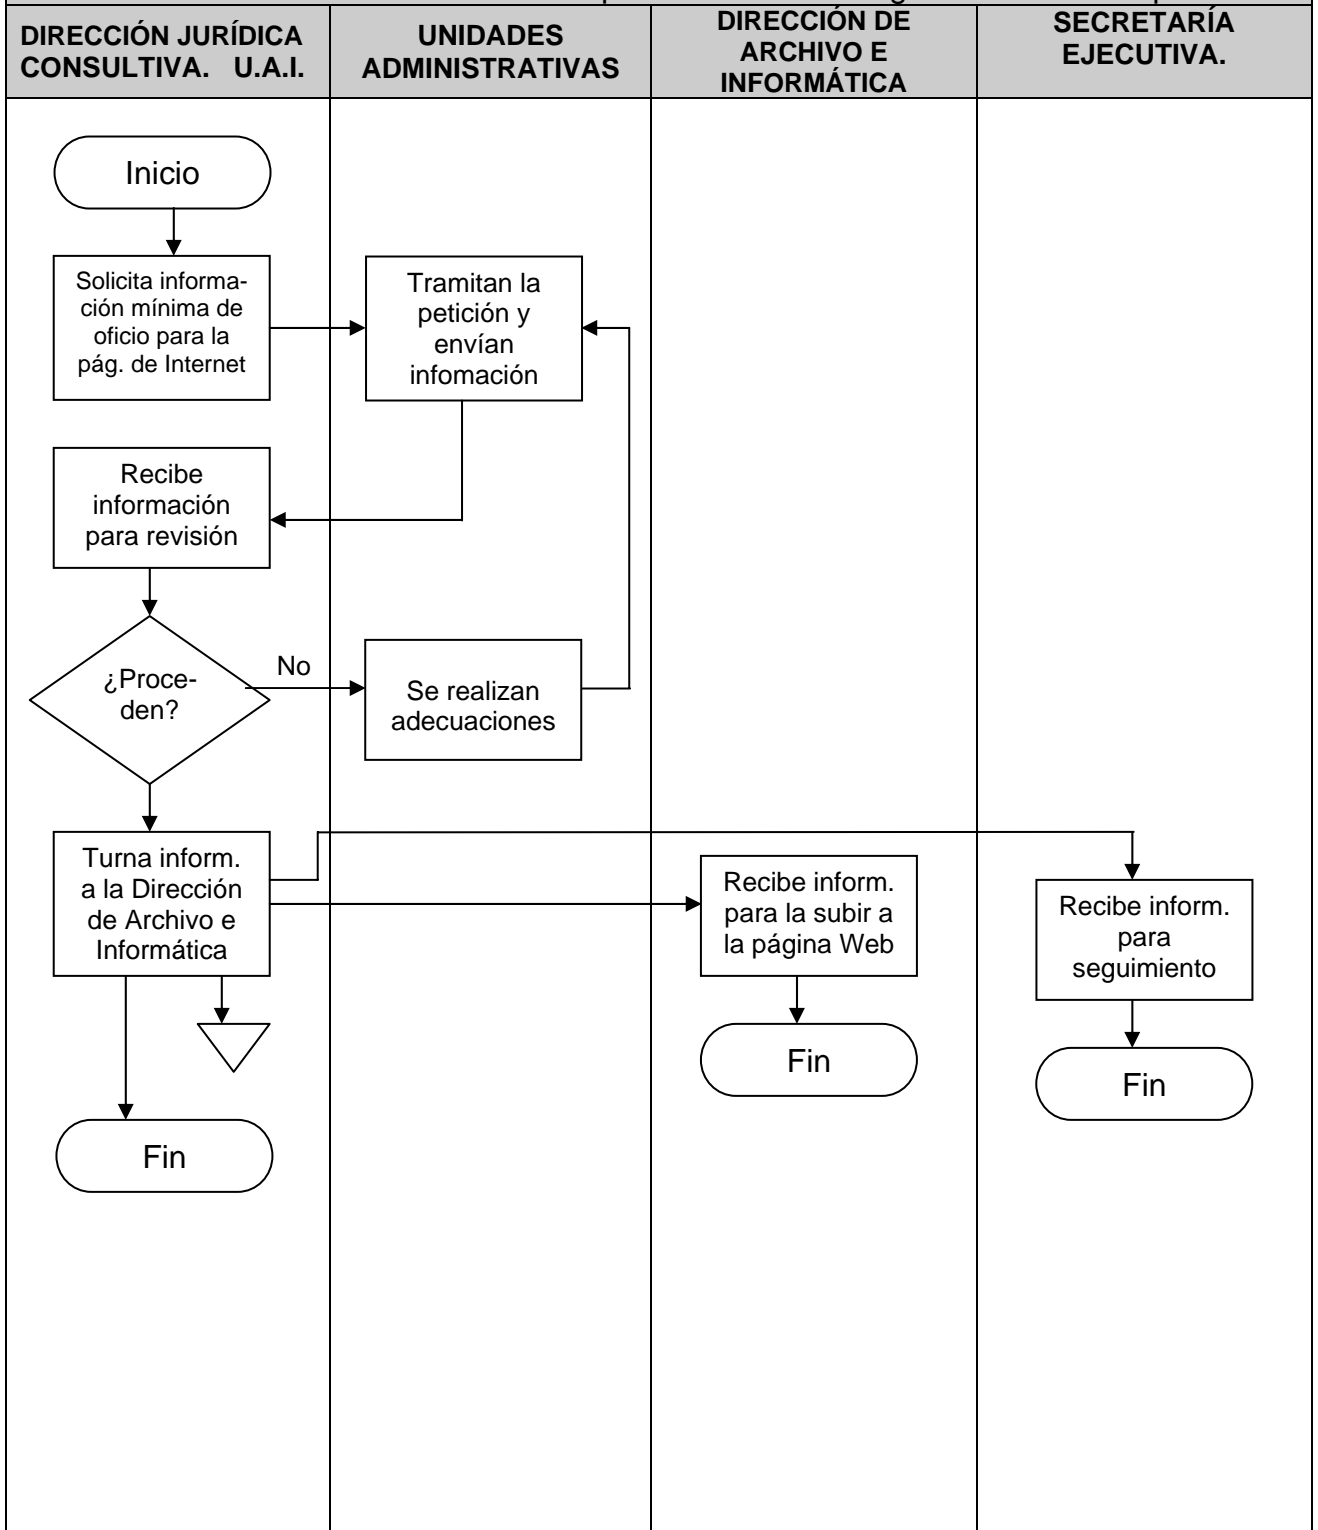 DIRECCIÓN JURÍDICA
CONSULTIVA. U.A.I.
UNIDADES
ADMINISTRATIVAS
DIRECCIÓN DE
ARCHIVO E
INFORMÁTICA
SECRETARÍA
EJECUTIVA.
Inicio
Solicita informa-
ción mínima de
oficio para la
pág. de Internet
Tramitan la
petición y
envían
infomación
Recibe
información
para revisión
¿Proce-
den?
No
Se realizan
adecuaciones
Turna inform.
a la Dirección
de Archivo e
Informática
Recibe inform.
para la subir a
la página Web
Recibe inform.
para
seguimiento
Fin
Fin
Fin